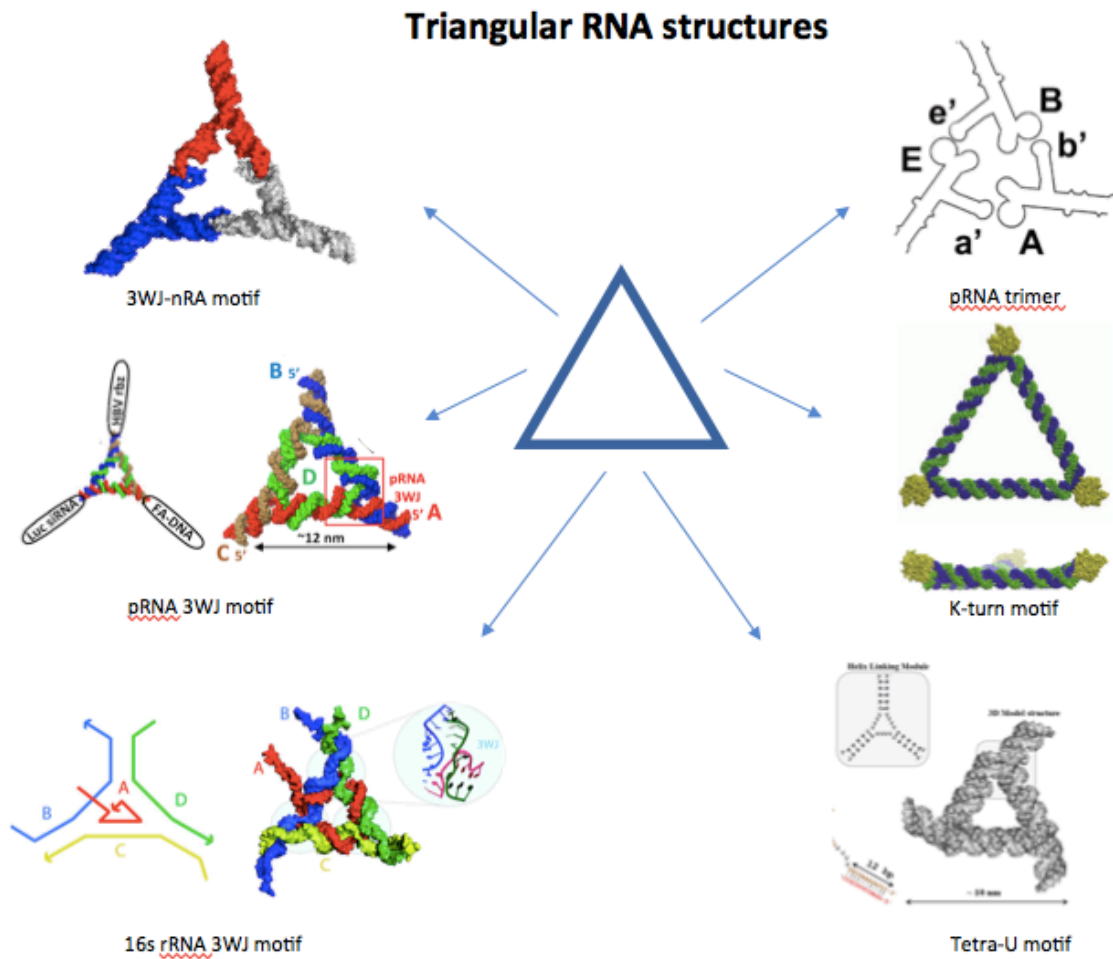 Triangular RNA structures
3WJ-nRA motif
e'
B
E
b'
a'
A
pRNA trimer
HBV rbz
Luc siRNA
FA-DNA
B 5'
D
pRNA
3WJ
5' A
C 5'
~12 nm
pRNA 3WJ motif
K-turn motif
B
A
D
C
B
D
A
3WJ
C
16s rRNA 3WJ motif
Helix Linking Module
3D Model structure
12 bp
~ 10 nm
Tetra-U motif